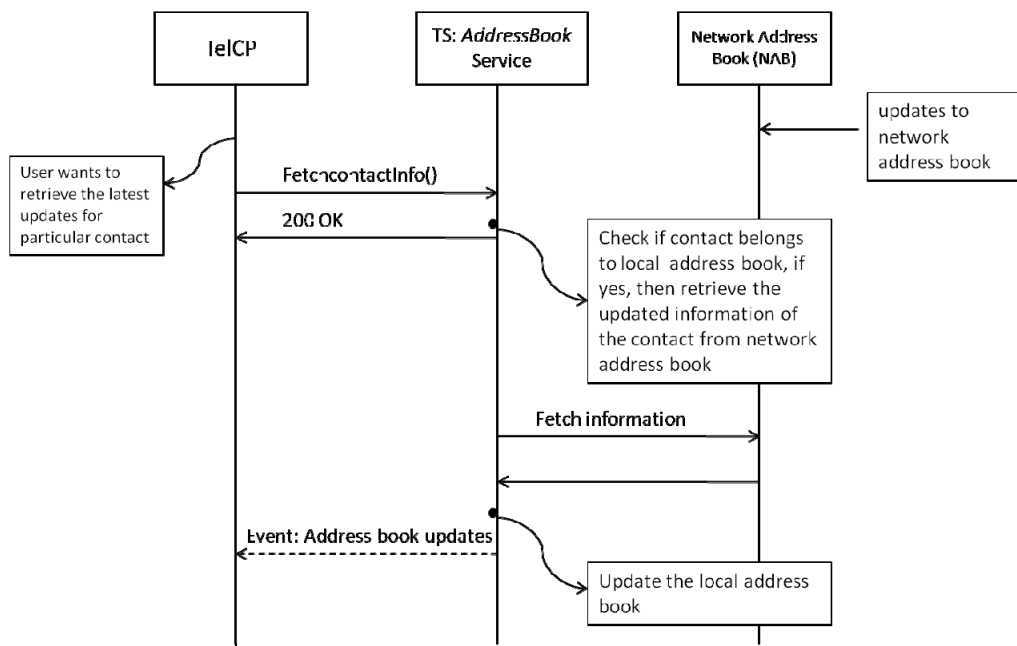 TelCP
TS: AddressBook
Service
Network Address
Book (NAB)
updates to
network
address book
User wants to
retrieve the latest
updates for
particular contact
FetchcontactInfo()
200 OK
Check if contact belongs
to local address book, if
yes, then retrieve the
updated information of
the contact from network
address book
Fetch information
Event: Address book updates
Update the local address
book